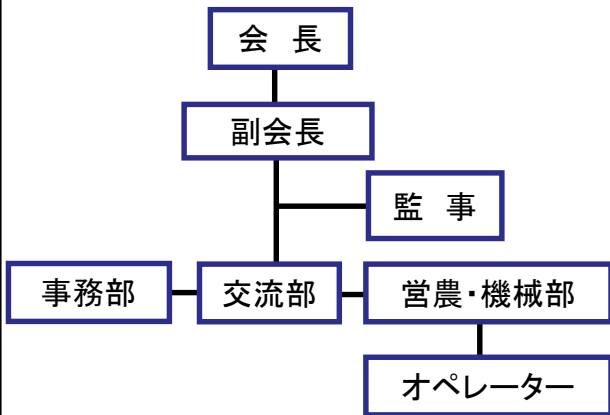 会　長
副会長
監　事
事務部
交流部
営農・機械部
オペレーター